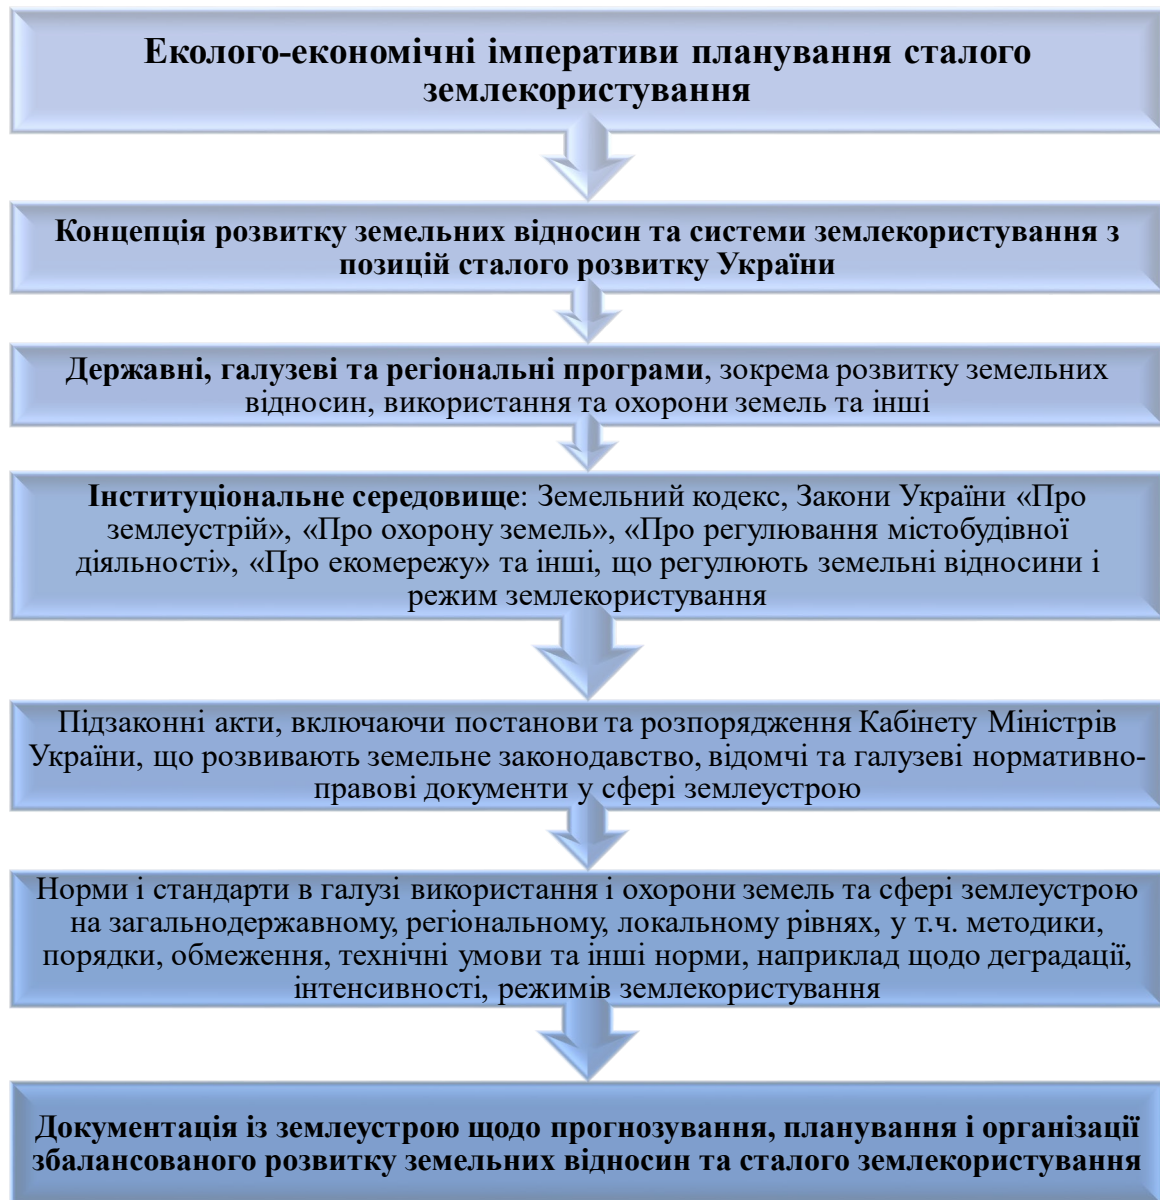 Еколого-економічні імперативи планування сталого
землекористування
Концепція розвитку земельних відносин та системи землекористування з
позицій сталого розвитку України
Державні, галузеві та регіональні програми, зокрема розвитку земельних
відносин, використання та охорони земель та інші
Інституціональне середовище: Земельний кодекс, Закони України «Про
землеустрій», «Про охорону земель», «Про регулювання містобудівної
діяльності», «Про екомережу» та інші, що регулюють земельні відносини і
режим землекористування
Підзаконні акти, включаючи постанови та розпорядження Кабінету Міністрів
України, що розвивають земельне законодавство, відомчі та галузеві нормативно-
правові документи у сфері землеустрою
Норми і стандарти в галузі використання і охорони земель та сфері землеустрою
на загальнодержавному, регіональному, локальному рівнях, у т.ч. методики,
порядки, обмеження, технічні умови та інші норми, наприклад щодо деградації,
інтенсивності, режимів землекористування
Документація із землеустрою щодо прогнозування, планування і організації
збалансованого розвитку земельних відносин та сталого землекористування